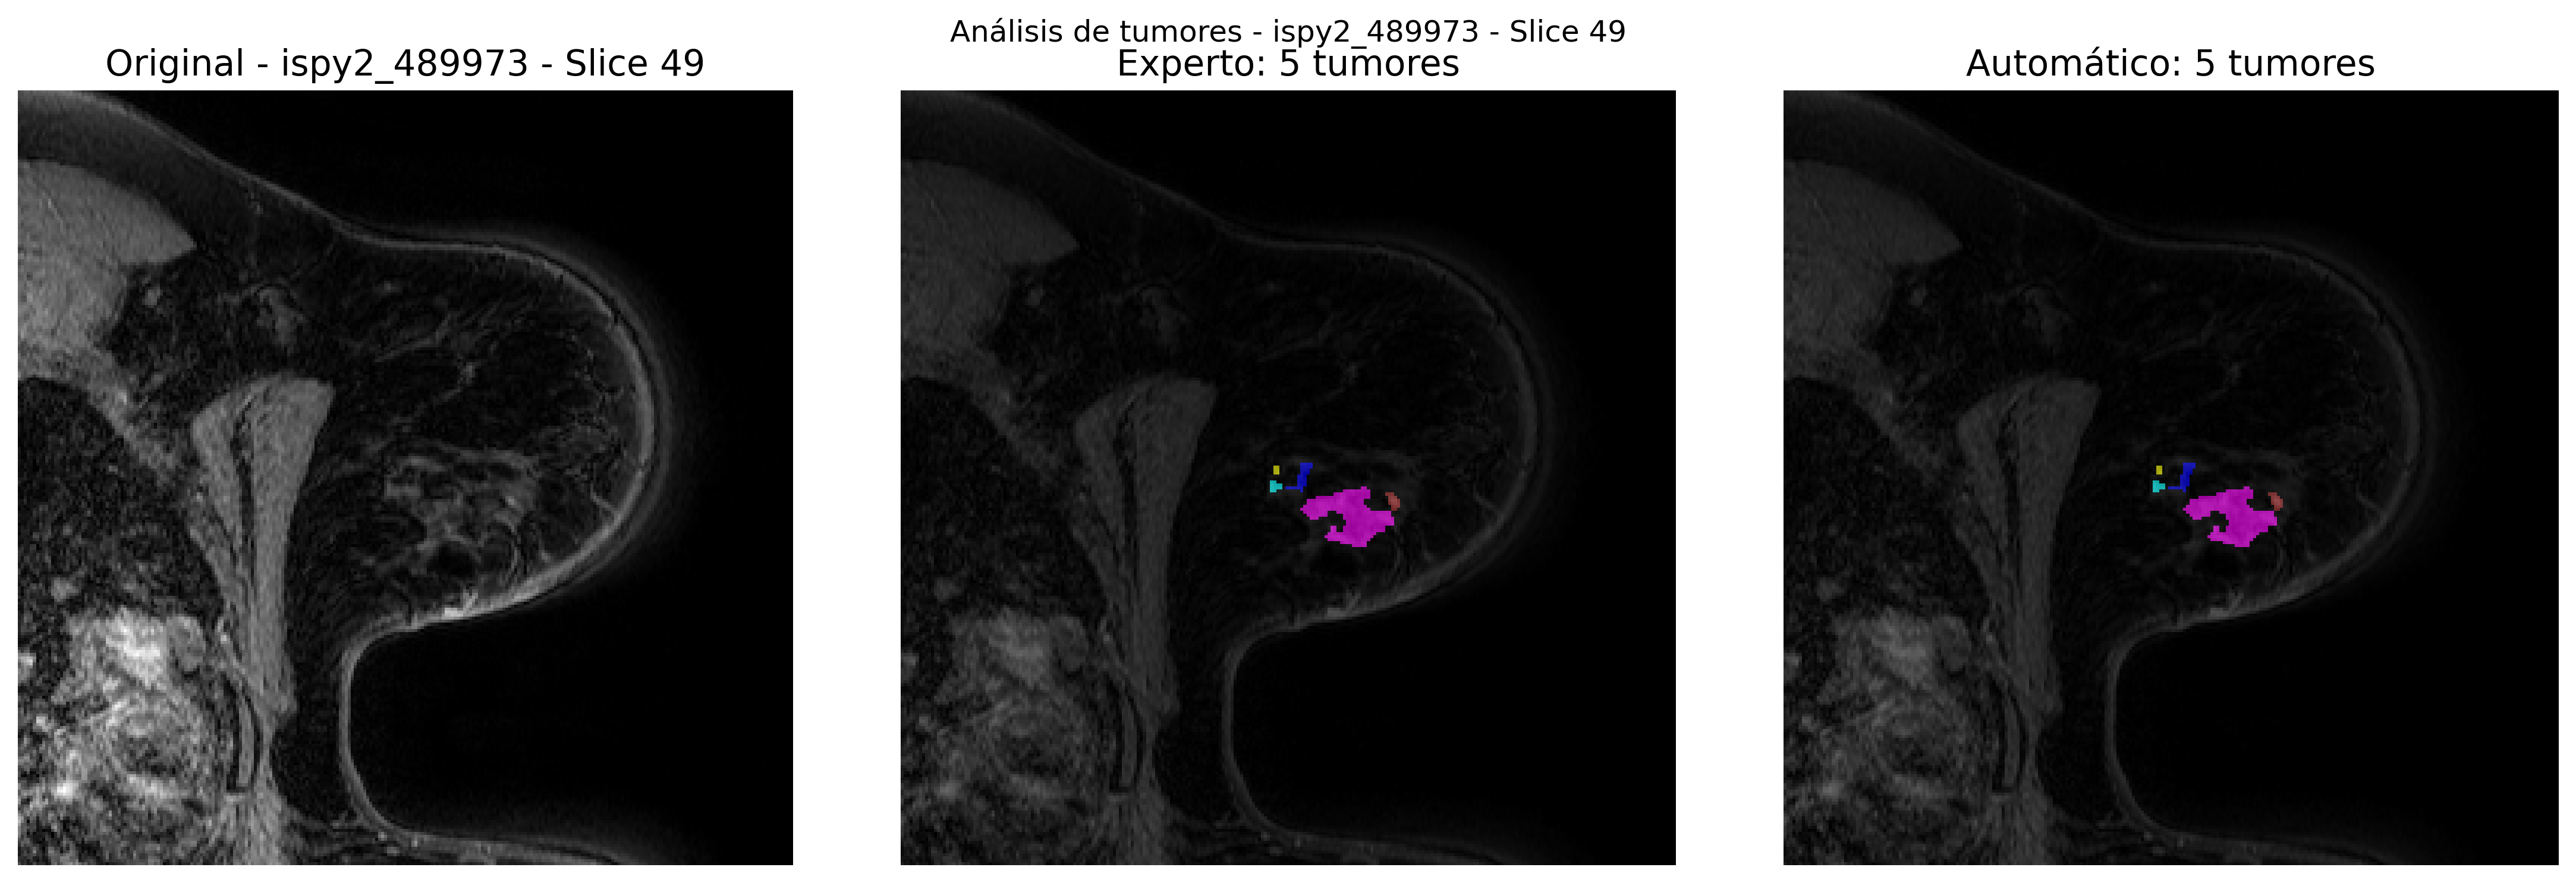 Análisis de tumores - ispy2_489973 - Slice 49
Original - ispy2_489973 - Slice 49
Experto: 5 tumores
Automático: 5 tumores